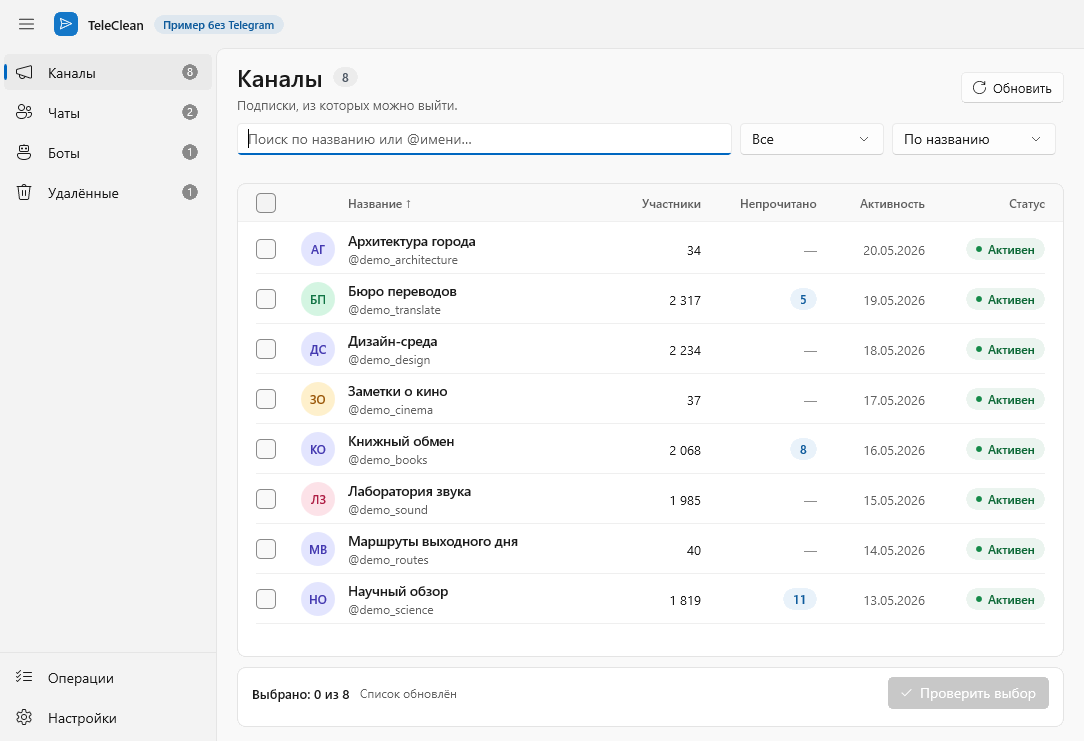 TeleClean Пример без Telegram
Каналы 8
Чаты 2
Боты 1
Удалённые 1
Операции
Настройки
Каналы 8
Подписки, из которых можно выйти.
Обновить
Поиск по названию или @имени...
Все
По названию
Название ↑ Участники Непрочитано Активность Статус
АГ Архитектура города 34 — 20.05.2026 Активен
@demo_architecture
БП Бюро переводов 2 317 5 19.05.2026 Активен
@demo_translate
ДС Дизайн-среда 2 234 — 18.05.2026 Активен
@demo_design
ЗО Заметки о кино 37 — 17.05.2026 Активен
@demo_cinema
КО Книжный обмен 2 068 8 16.05.2026 Активен
@demo_books
ЛЗ Лаборатория звука 1 985 — 15.05.2026 Активен
@demo_sound
МВ Маршруты выходного дня 40 — 14.05.2026 Активен
@demo_routes
НО Научный обзор 1 819 11 13.05.2026 Активен
@demo_science
Выбрано: 0 из 8 Список обновлён
Проверить выбор